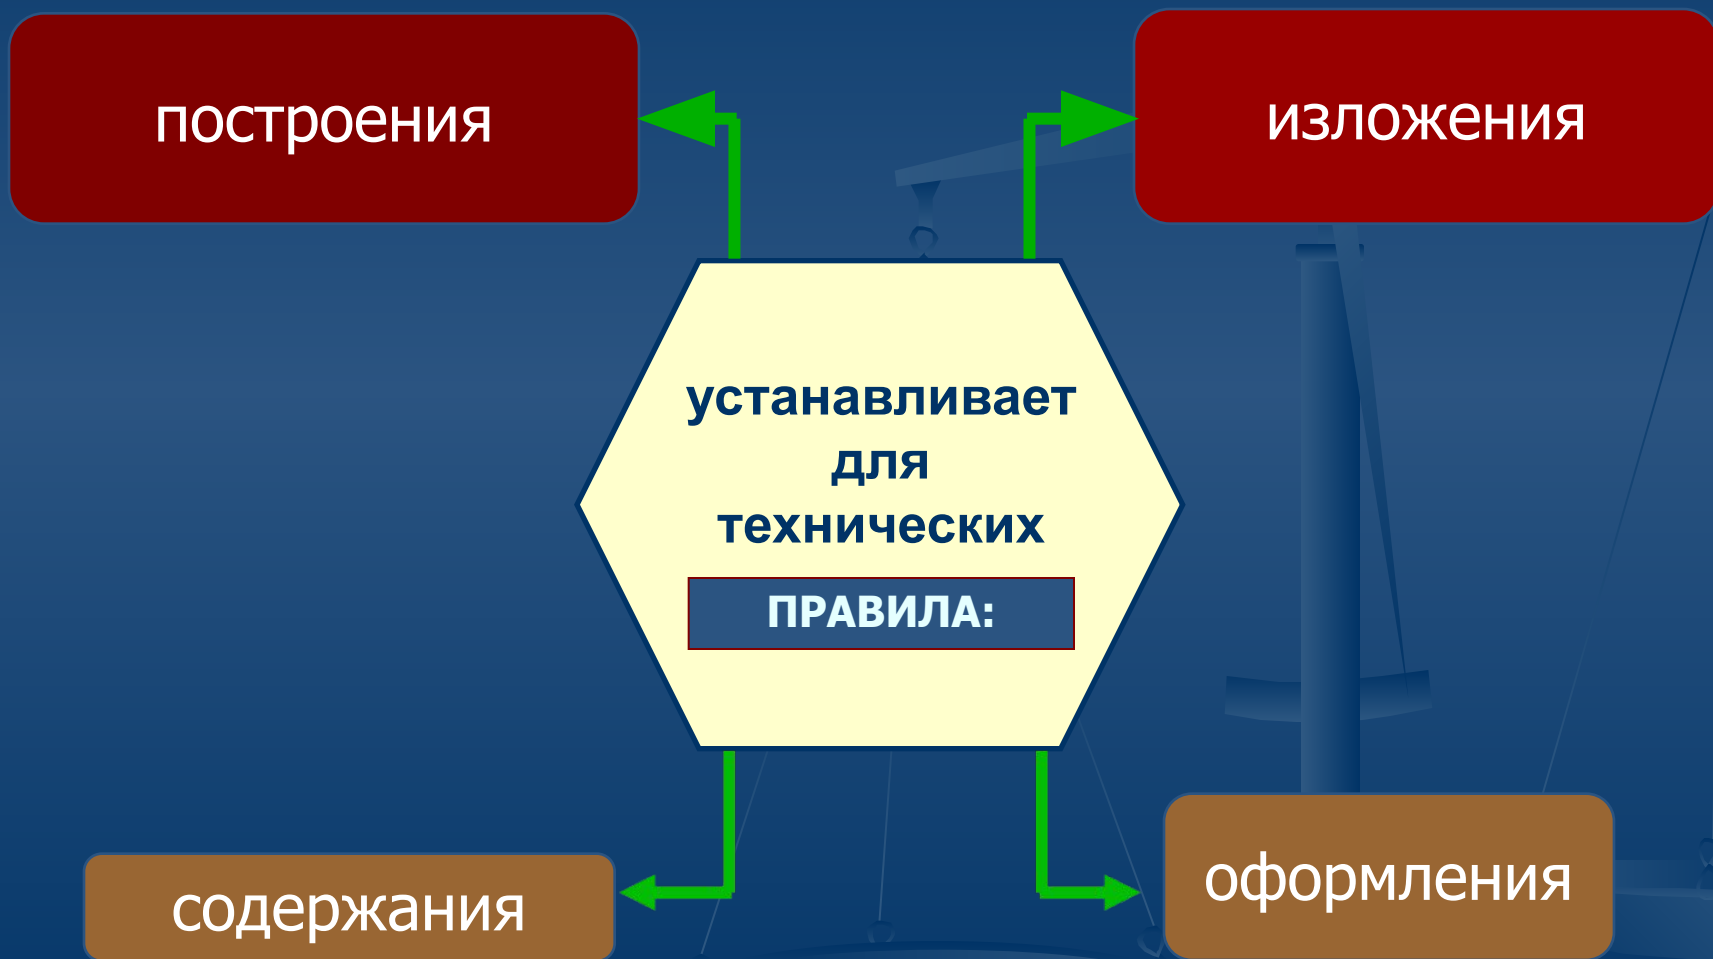 построения
изложения
устанавливает
для
технических
ПРАВИЛА:
содержания
оформления